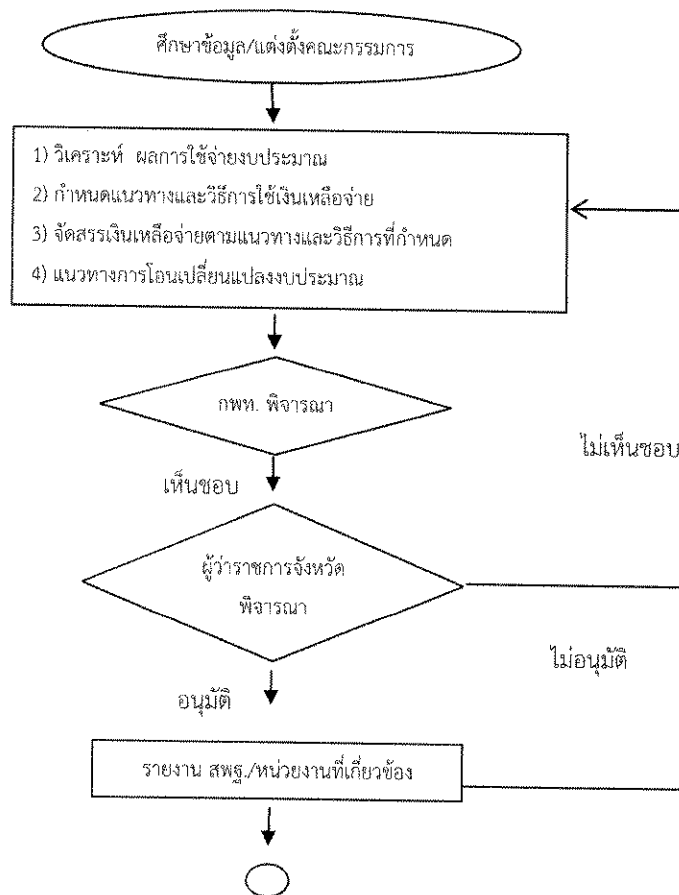 ศึกษาข้อมูล/แต่งตั้งคณะกรรมการ
1) วิเคราะห์ ผลการใช้จ่ายงบประมาณ
2) กำหนดแนวทางและวิธีการใช้เงินเหลือจ่าย
3) จัดสรรเงินเหลือจ่ายตามแนวทางและวิธีการที่กำหนด
4) แนวทางการโอนเปลี่ยนแปลงงบประมาณ
กพท. พิจารณา
ไม่เห็นชอบ
เห็นชอบ
ผู้ว่าราชการจังหวัด
พิจารณา
ไม่อนุมัติ
อนุมัติ
รายงาน สพฐ./หน่วยงานที่เกี่ยวข้อง